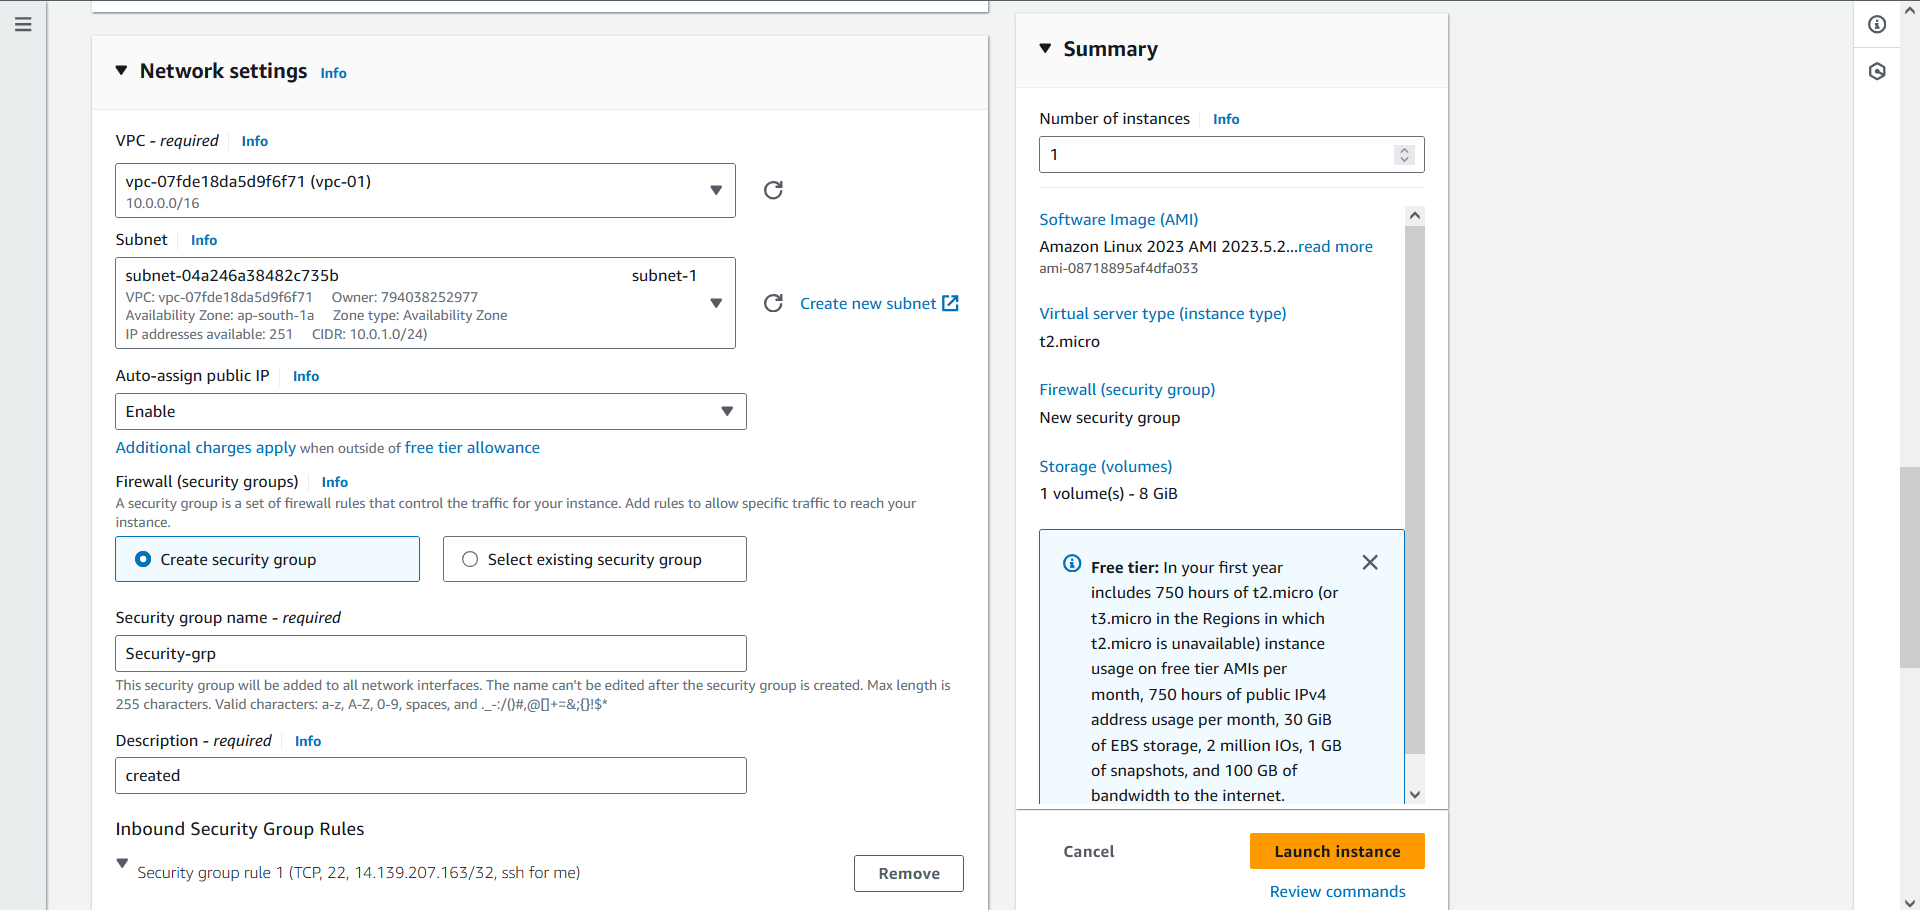 Network settings Info
VPC - required Info
vpc-07fde18da5d9f6f71 (vpc-01)
10.0.0.0/16
Subnet Info
subnet-04a246a38482c735b subnet-1
VPC: vpc-07fde18da5d9f6f71 Owner: 794038252977
Availability Zone: ap-south-1a Zone type: Availability Zone
IP addresses available: 251 CIDR: 10.0.1.0/24)
Create new subnet
Auto-assign public IP Info
Enable
Additional charges apply when outside of free tier allowance
Firewall (security groups) Info
A security group is a set of firewall rules that control the traffic for your instance. Add rules to allow specific traffic to reach your
instance.
Create security group
Select existing security group
Security group name - required
Security-grp
This security group will be added to all network interfaces. The name can't be edited after the security group is created. Max length is
255 characters. Valid characters: a-z, A-Z, 0-9, spaces, and ._-:/()#,@[]+=&;{}!$*
Description - required Info
created
Inbound Security Group Rules
Security group rule 1 (TCP, 22, 14.139.207.163/32, ssh for me)
Remove
Summary
Number of instances Info
1
Software Image (AMI)
Amazon Linux 2023 AMI 2023.5.2...read more
ami-08718895af4dfa033
Virtual server type (instance type)
t2.micro
Firewall (security group)
New security group
Storage (volumes)
1 volume(s) - 8 GiB
Free tier: In your first year
includes 750 hours of t2.micro (or
t3.micro in the Regions in which
t2.micro is unavailable) instance
usage on free tier AMIs per
month, 750 hours of public IPv4
address usage per month, 30 GiB
of EBS storage, 2 million IOs, 1 GB
of snapshots, and 100 GB of
bandwidth to the internet.
Cancel
Launch instance
Review commands